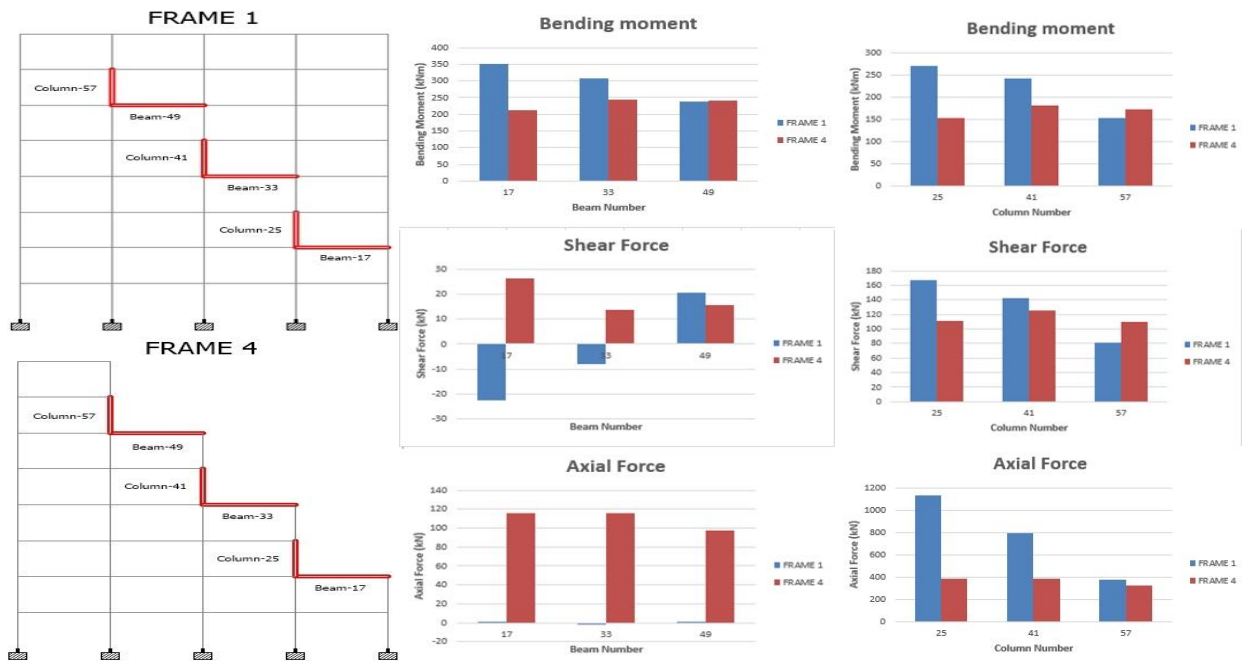 FRAME 1
Column-57
Beam-49
Column-41
Beam-33
Column-25
Beam-17
FRAME 4
Column-57
Beam-49
Column-41
Beam-33
Column-25
Beam-17
Bending moment
Bending Moment (kNm)
400
350
300
250
200
150
100
50
0
17 33 49
Beam Number
FRAME 1
FRAME 4
Bending moment
Bending Moment (kNm)
300
250
200
150
100
50
0
25 41 57
Column Number
FRAME 1
FRAME 4
Shear Force
Shear Force (kN)
30
20
10
0
-10
-20
-30
17 33 49
Beam Number
FRAME 1
FRAME 4
Shear Force
Shear Force (kN)
180
160
140
120
100
80
60
40
20
0
25 41 57
Column Number
FRAME 1
FRAME 4
Axial Force
Axial Force (kN)
140
120
100
80
60
40
20
0
-20
17 33 49
Beam Number
FRAME 1
FRAME 4
Axial Force
Axial Force (kN)
1200
1000
800
600
400
200
0
25 41 57
Column Number
FRAME 1
FRAME 4